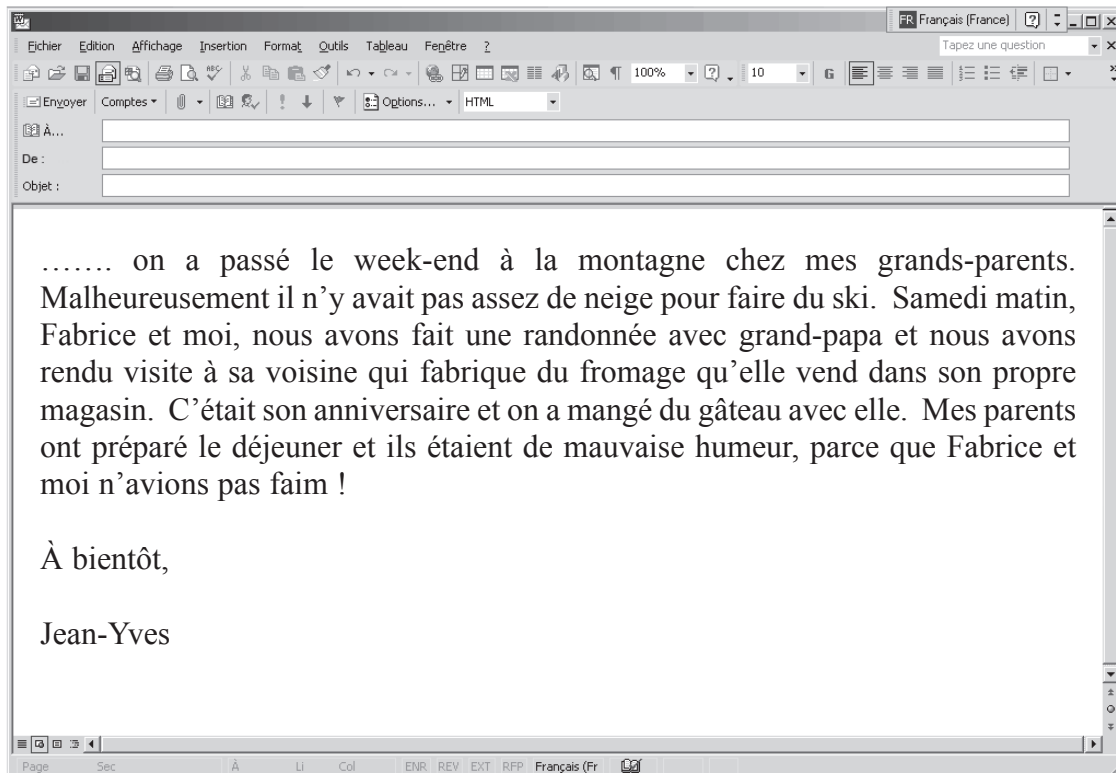 FR Français (France)
Fichier Edition Affichage Insertion Format Outils Tableau Fenêtre ? Tapez une question
100% 10 G
Envoyer Comptes Options... HTML
À...
De :
Objet :
....... on a passé le week-end à la montagne chez mes grands-parents.
Malheureusement il n’y avait pas assez de neige pour faire du ski. Samedi matin,
Fabrice et moi, nous avons fait une randonnée avec grand-papa et nous avons
rendu visite à sa voisine qui fabrique du fromage qu’elle vend dans son propre
magasin. C’était son anniversaire et on a mangé du gâteau avec elle. Mes parents
ont préparé le déjeuner et ils étaient de mauvaise humeur, parce que Fabrice et
moi n’avions pas faim !
À bientôt,
Jean-Yves
Page Sec À Li Col ENR REV EXT RFP Français (Fr